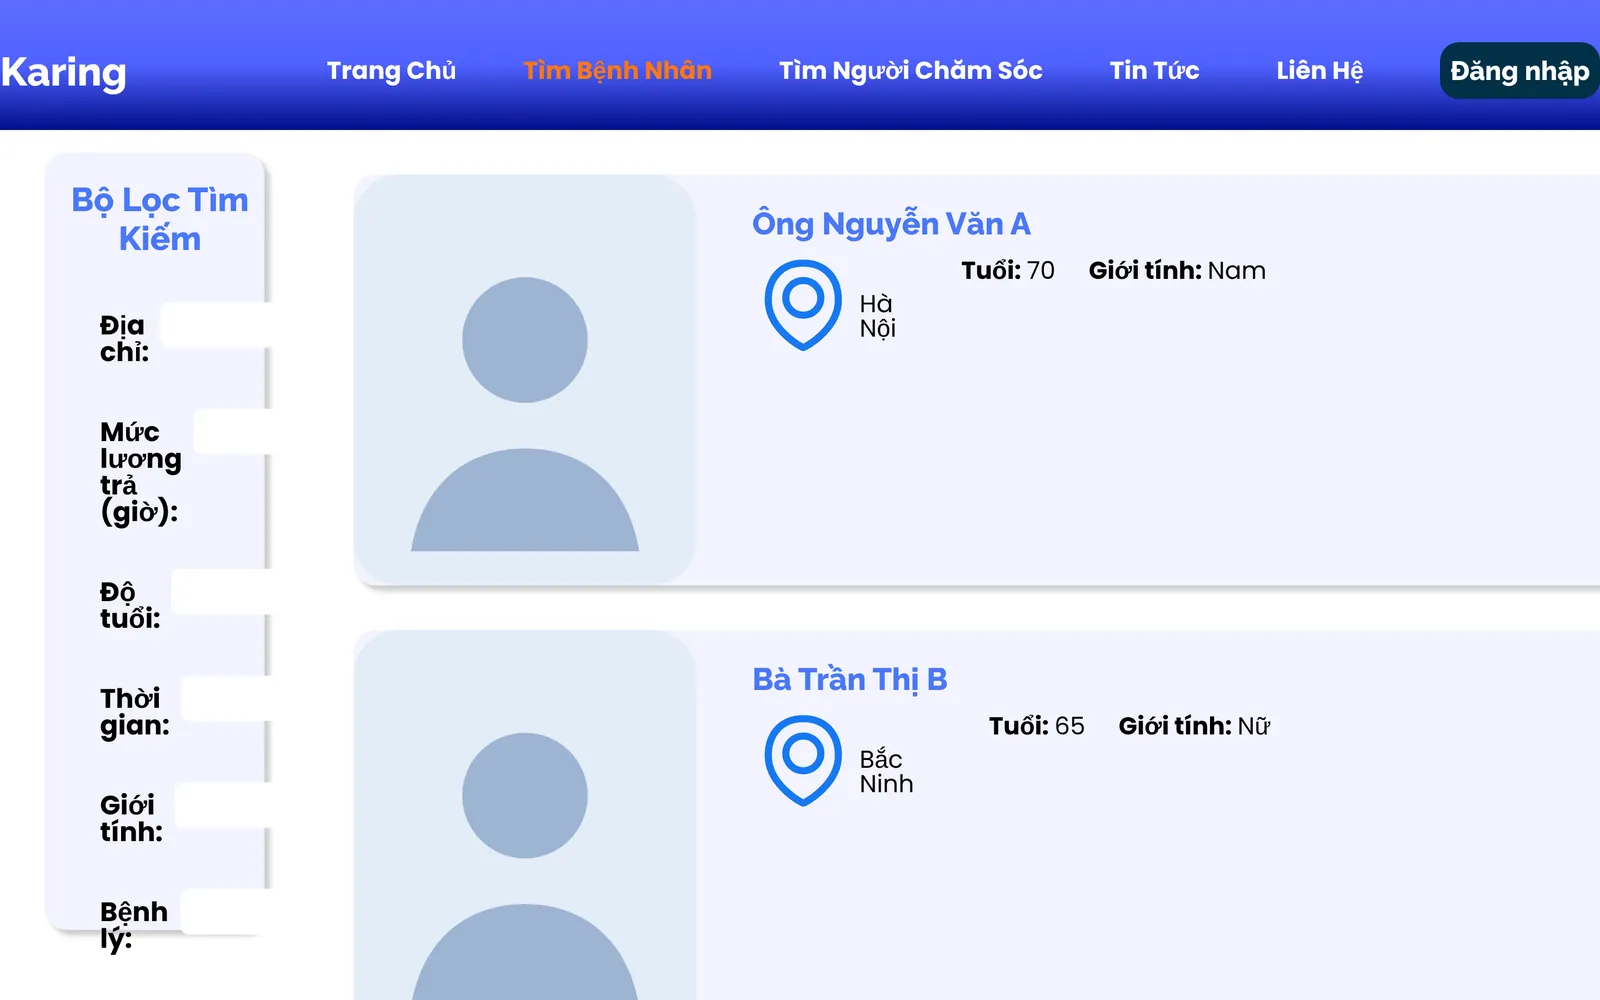 Karing
Trang Chủ
Tìm Bệnh Nhân
Tìm Người Chăm Sóc
Tin Tức
Liên Hệ
Đăng nhập
Bộ Lọc Tìm
Kiếm
Địa
chỉ:
Mức
lương
trả
(giờ):
Độ
tuổi:
Thời
gian:
Giới
tính:
Bệnh
lý:
Ông Nguyễn Văn A
Hà
Nội
Tuổi: 70
Giới tính: Nam
Bà Trần Thị B
Bắc
Ninh
Tuổi: 65
Giới tính: Nữ